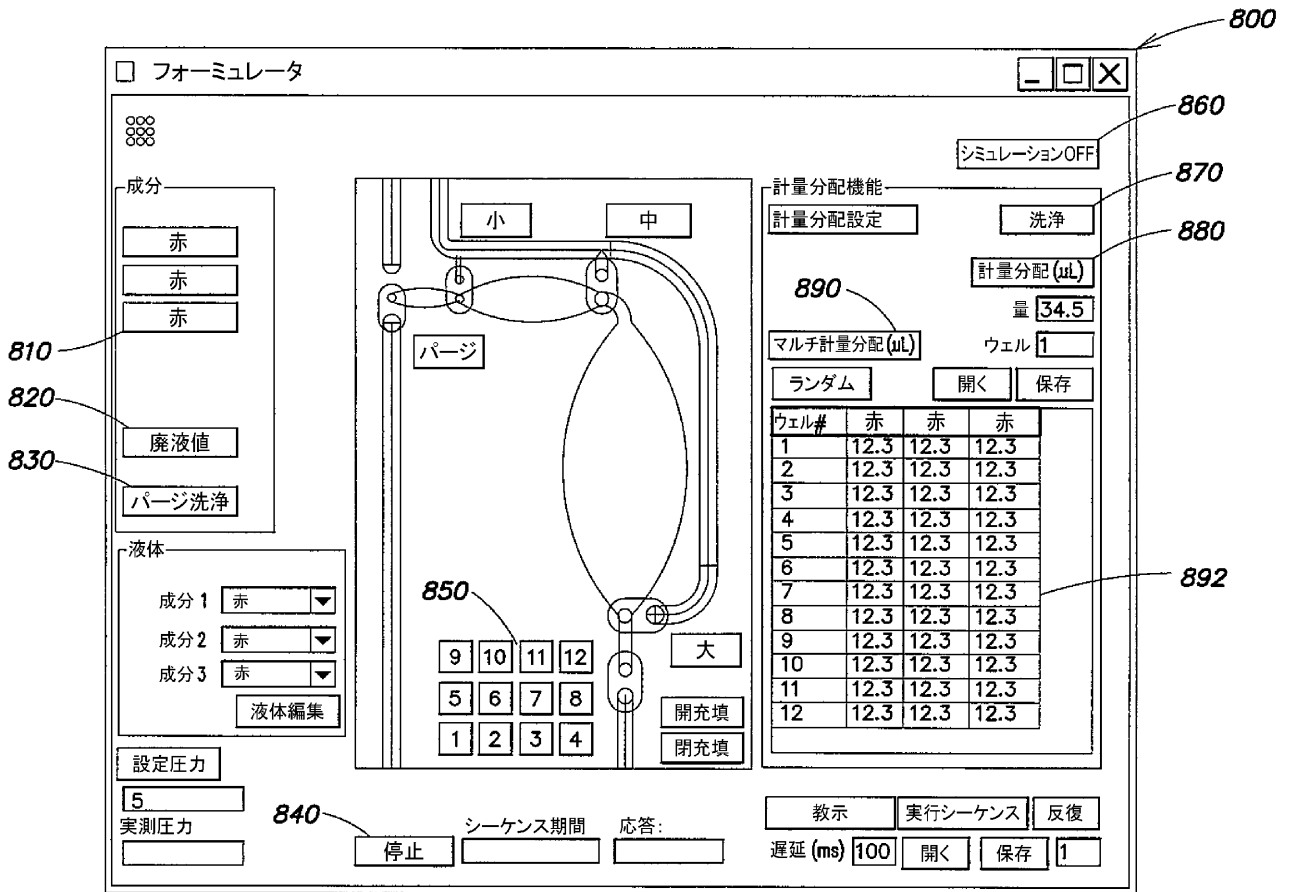 800
フォーミュレータ
860
シミュレーションOFF
870
成分
計量分配機能
小
中
計量分配設定
洗浄
880
赤
計量分配(μL)
赤
890
量 34.5
赤
810
パージ
マルチ計量分配(μL)
ウェル 1
820
ランダム
開く
保存
ウェル# 赤 赤 赤
廃液値
1 12.3 12.3 12.3
830
2 12.3 12.3 12.3
パージ洗浄
3 12.3 12.3 12.3
4 12.3 12.3 12.3
液体
5 12.3 12.3 12.3
6 12.3 12.3 12.3
892
成分1 赤
850
7 12.3 12.3 12.3
8 12.3 12.3 12.3
成分2 赤
9 10 11 12
大
9 12.3 12.3 12.3
成分3 赤
10 12.3 12.3 12.3
5 6 7 8
11 12.3 12.3 12.3
液体編集
開充填
12 12.3 12.3 12.3
1 2 3 4
閉充填
設定圧力
5
840
教示
実行シーケンス
反復
実測圧力
シーケンス期間
応答:
停止
遅延(ms) 100
開く
保存
1